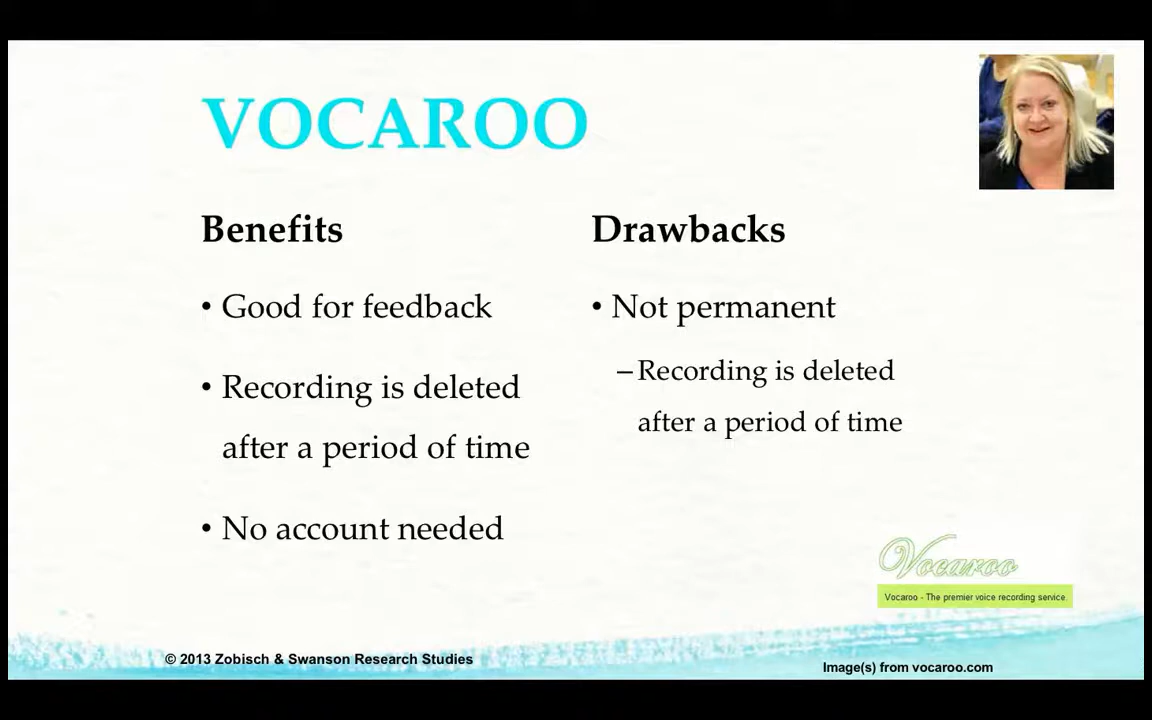 VOCAROO
Benefits
• Good for feedback
• Recording is deleted
after a period of time
• No account needed
Drawbacks
• Not permanent
– Recording is deleted
after a period of time
Vocaroo
Vocaroo - The premier voice recording service.
© 2013 Zobisch & Swanson Research Studies
Image(s) from vocaroo.com